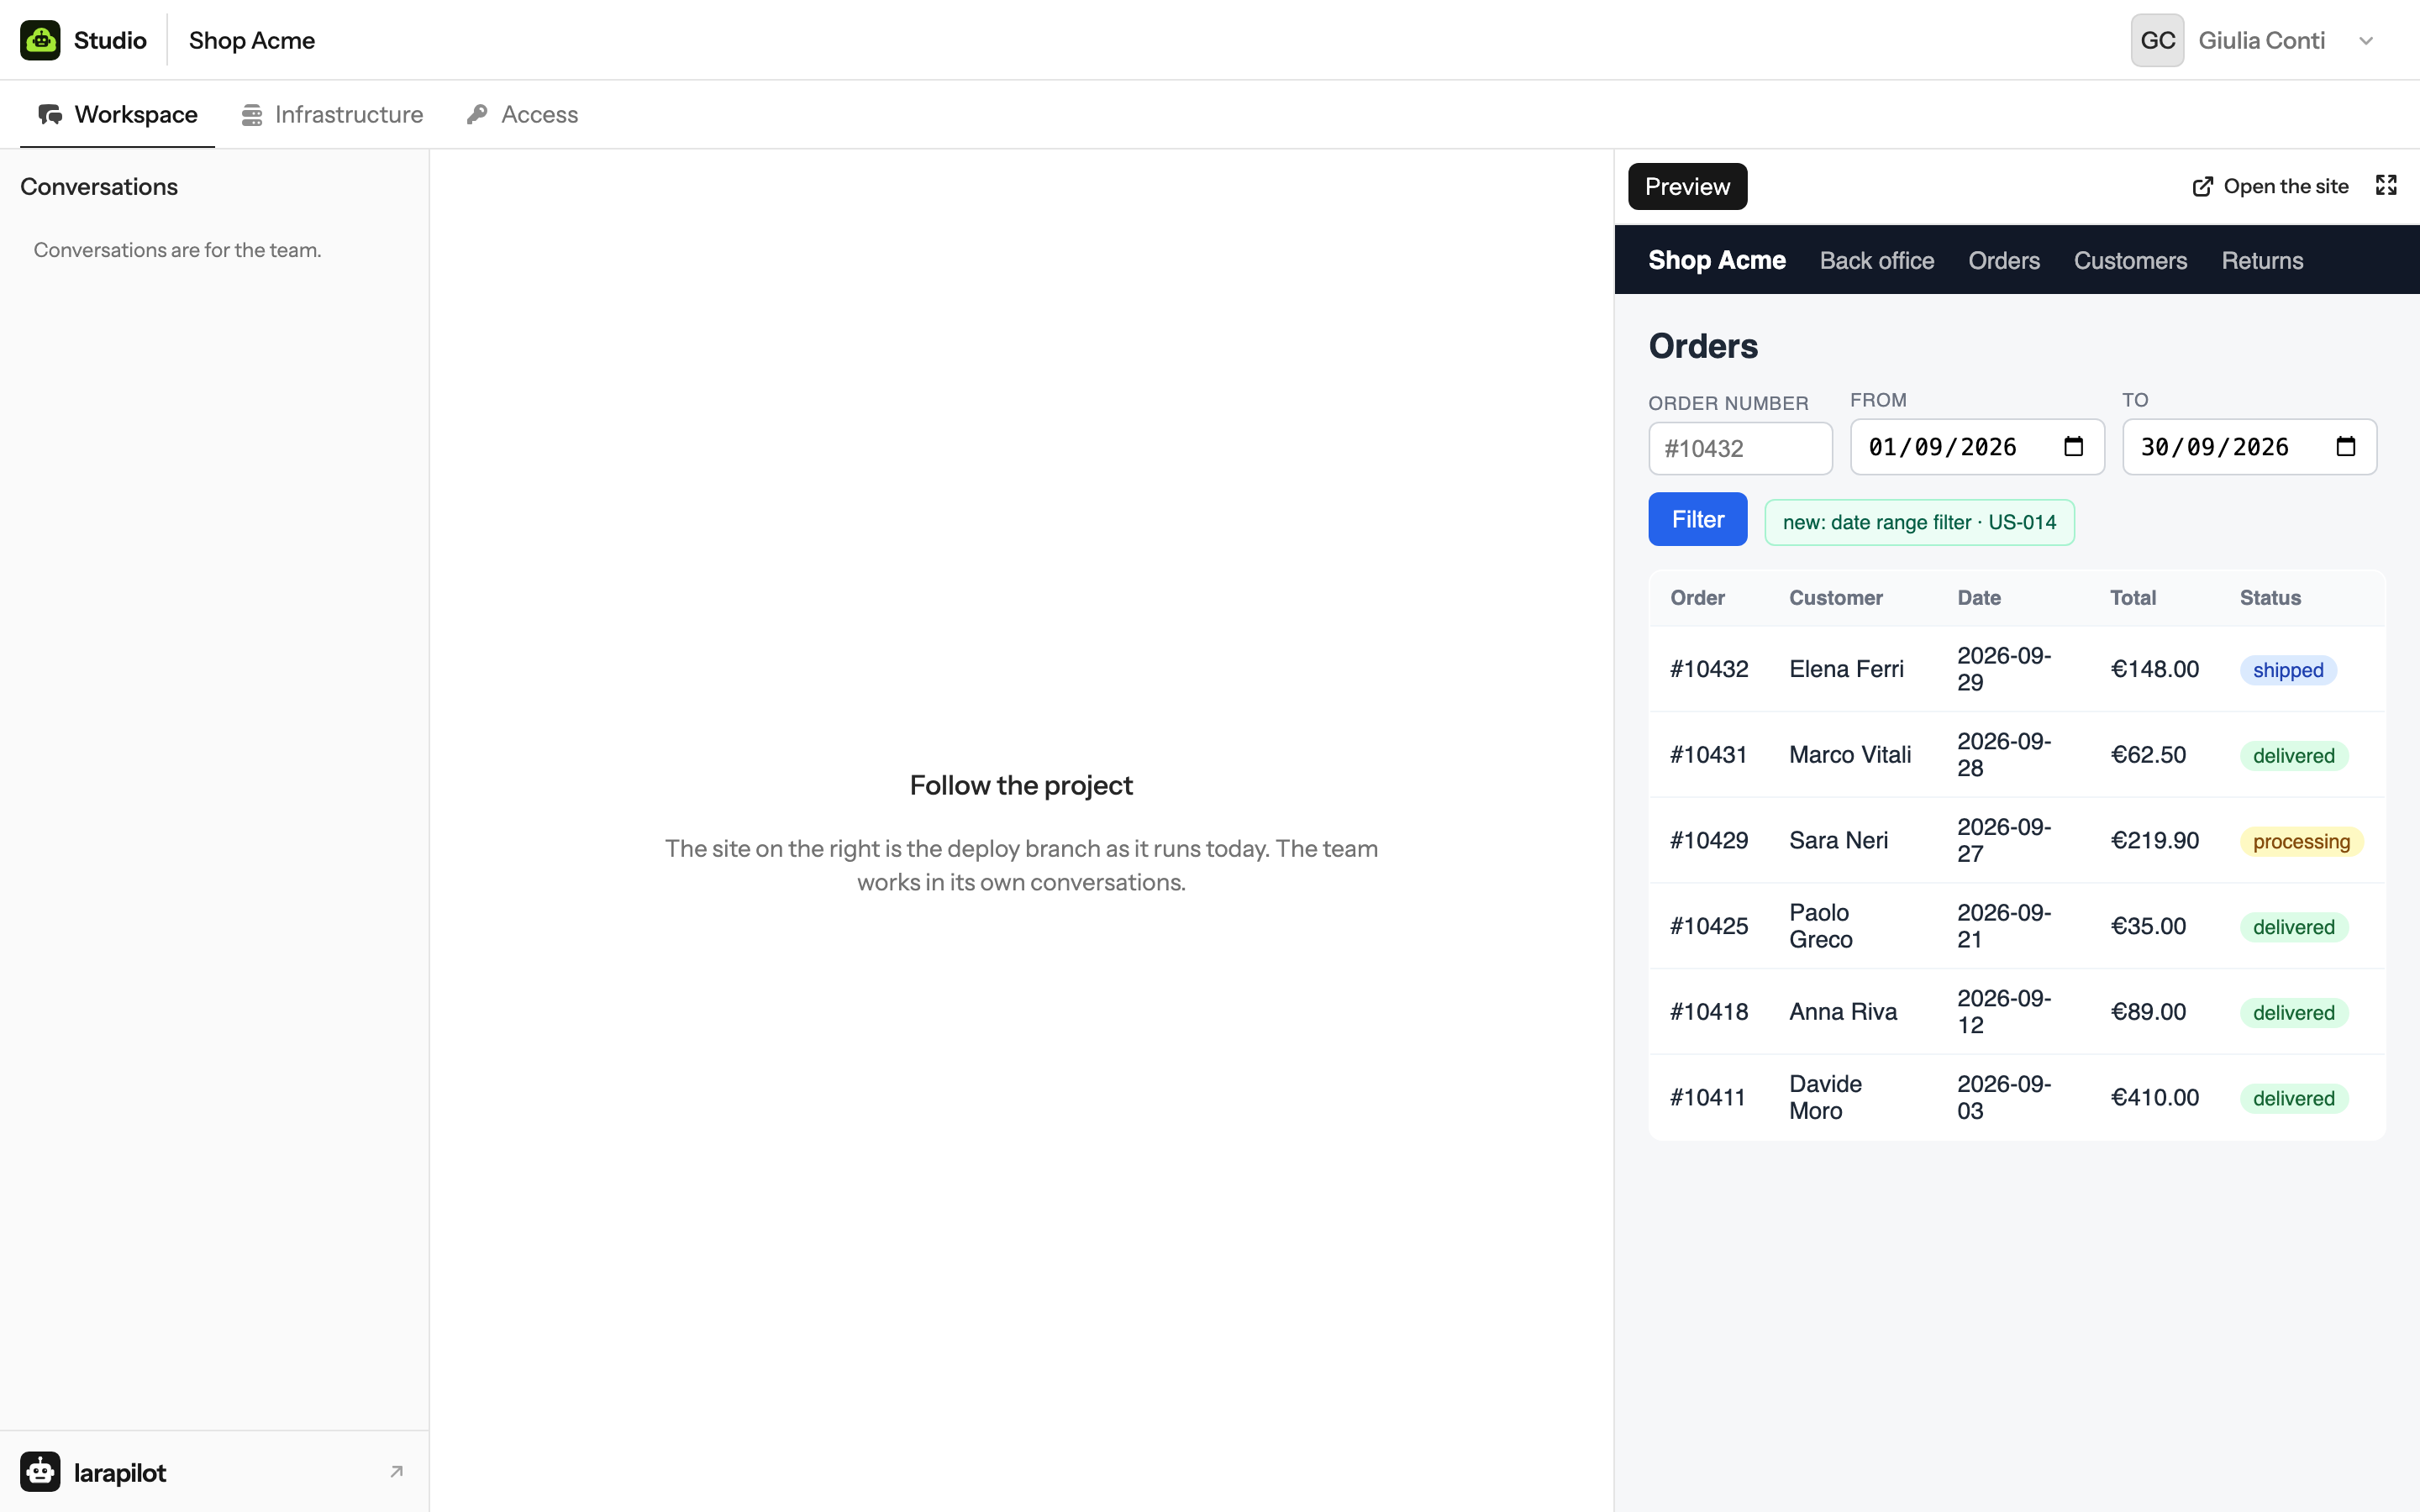 Studio
Shop Acme
GC
Giulia Conti
Workspace
Infrastructure
Access
Conversations
Conversations are for the team.
larapilot
Follow the project
The site on the right is the deploy branch as it runs today. The team
works in its own conversations.
Preview
Open the site
Shop Acme
Back office
Orders
Customers
Returns
Orders
ORDER NUMBER
FROM
TO
#10432
01/09/2026
30/09/2026
Filter
new: date range filter · US-014
Order Customer Date Total Status
#10432 Elena Ferri 2026-09-29 €148.00 shipped
#10431 Marco Vitali 2026-09-28 €62.50 delivered
#10429 Sara Neri 2026-09-27 €219.90 processing
#10425 Paolo Greco 2026-09-21 €35.00 delivered
#10418 Anna Riva 2026-09-12 €89.00 delivered
#10411 Davide Moro 2026-09-03 €410.00 delivered